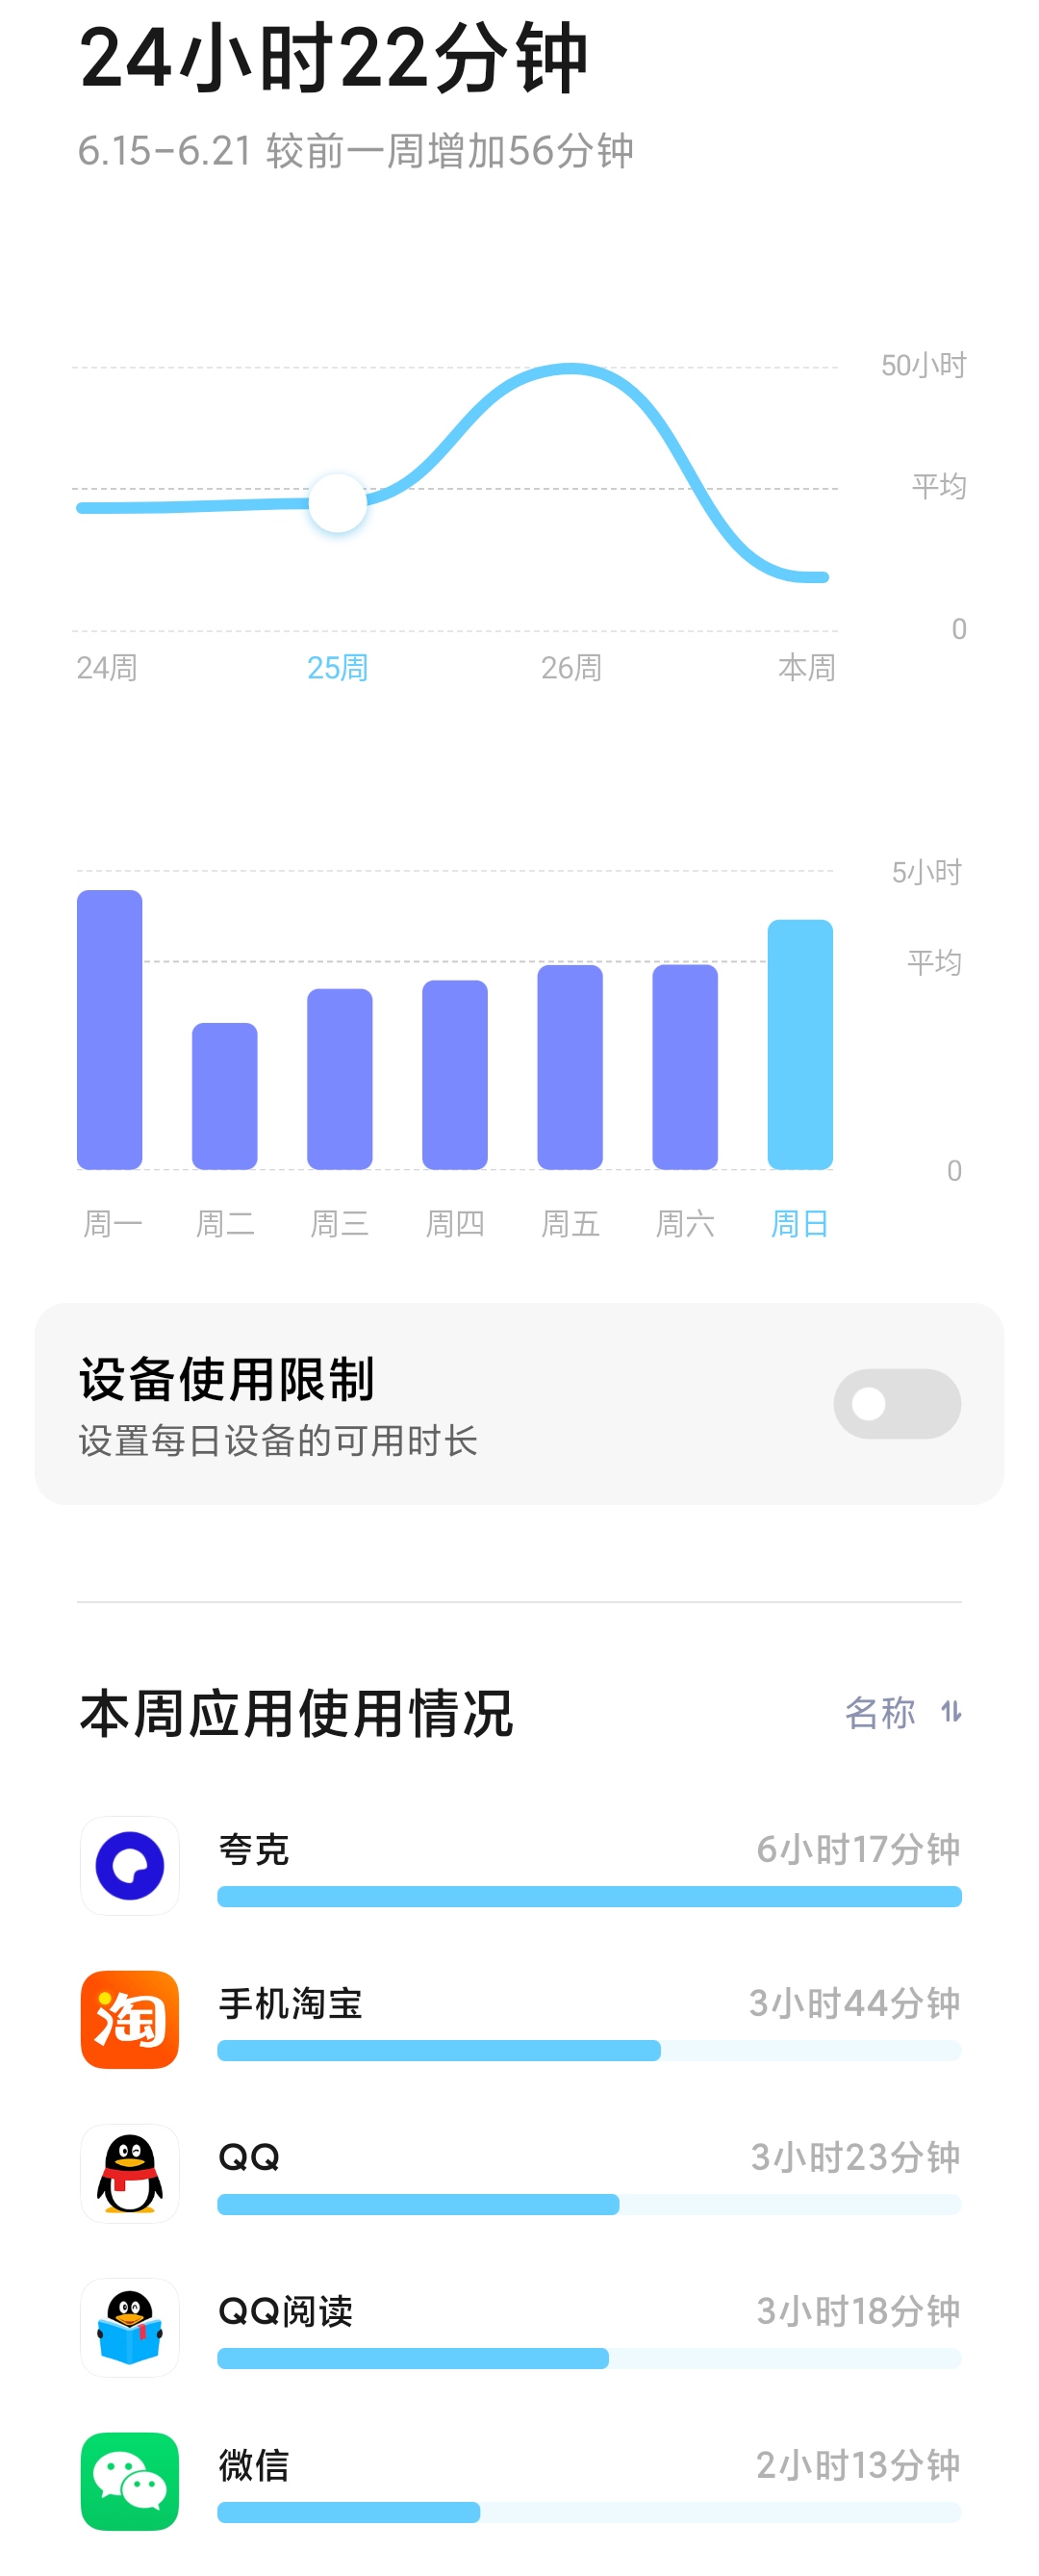 24小时22分钟
6.15-6.21 较前一周增加56分钟
50小时
平均
0
24周 25周 26周 本周
5小时
平均
0
周一 周二 周三 周四 周五 周六 周日
设备使用限制
设置每日设备的可用时长
本周应用使用情况 名称
夸克 6小时17分钟
淘
手机淘宝 3小时44分钟
QQ 3小时23分钟
QQ阅读 3小时18分钟
微信 2小时13分钟